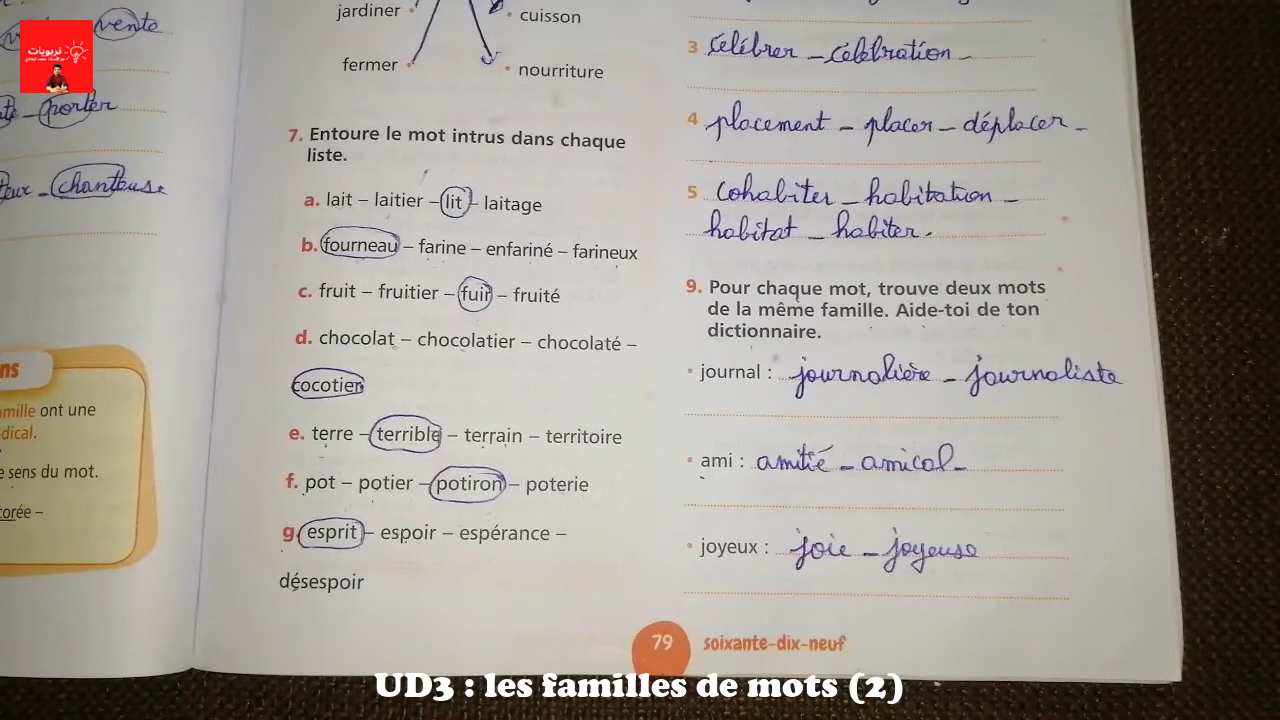 vente
تربويات
porter
chanteuse
mille ont une
dical.
e sens du mot.
corée –
jardiner • • cuisson
fermer • • nourriture
7. Entoure le mot intrus dans chaque
liste.
a. lait – laitier – lit – laitage
b. fourneau – farine – enfariné – farineux
c. fruit – fruitier – fuir – fruité
d. chocolat – chocolatier – chocolaté –
cocotier
e. terre – terrible – terrain – territoire
f. pot – potier – potiron – poterie
g. esprit – espoir – espérance –
désespoir
3 célébrer – célébration –
4 placement – placer – déplacer –
5 cohabiter – habitation –
habitat – habiter.
9. Pour chaque mot, trouve deux mots
de la même famille. Aide-toi de ton
dictionnaire.
• journal : journalière – journaliste
• ami : amitié – amical –
• joyeux : joie – joyeuse
79 soixante-dix-neuf
UD3 : les familles de mots (2)